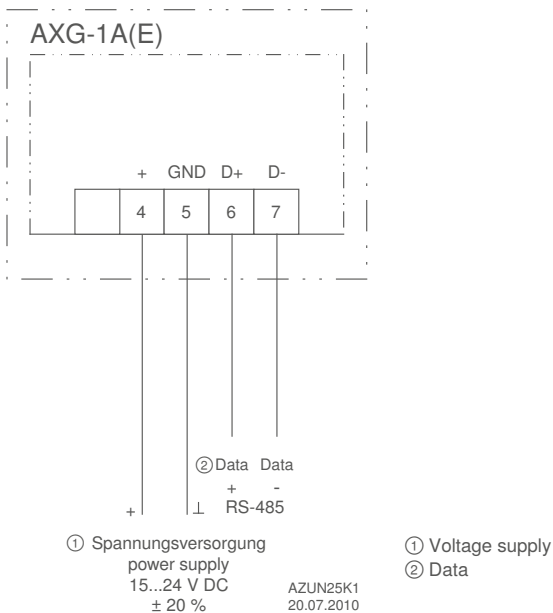 AXG-1A(E)
+ GND D+ D-
4 5 6 7
② Data Data
+ -
+ ⊥ RS-485
① Spannungsversorgung
power supply
15...24 V DC
± 20 %
AZUN25K1
20.07.2010
① Voltage supply
② Data